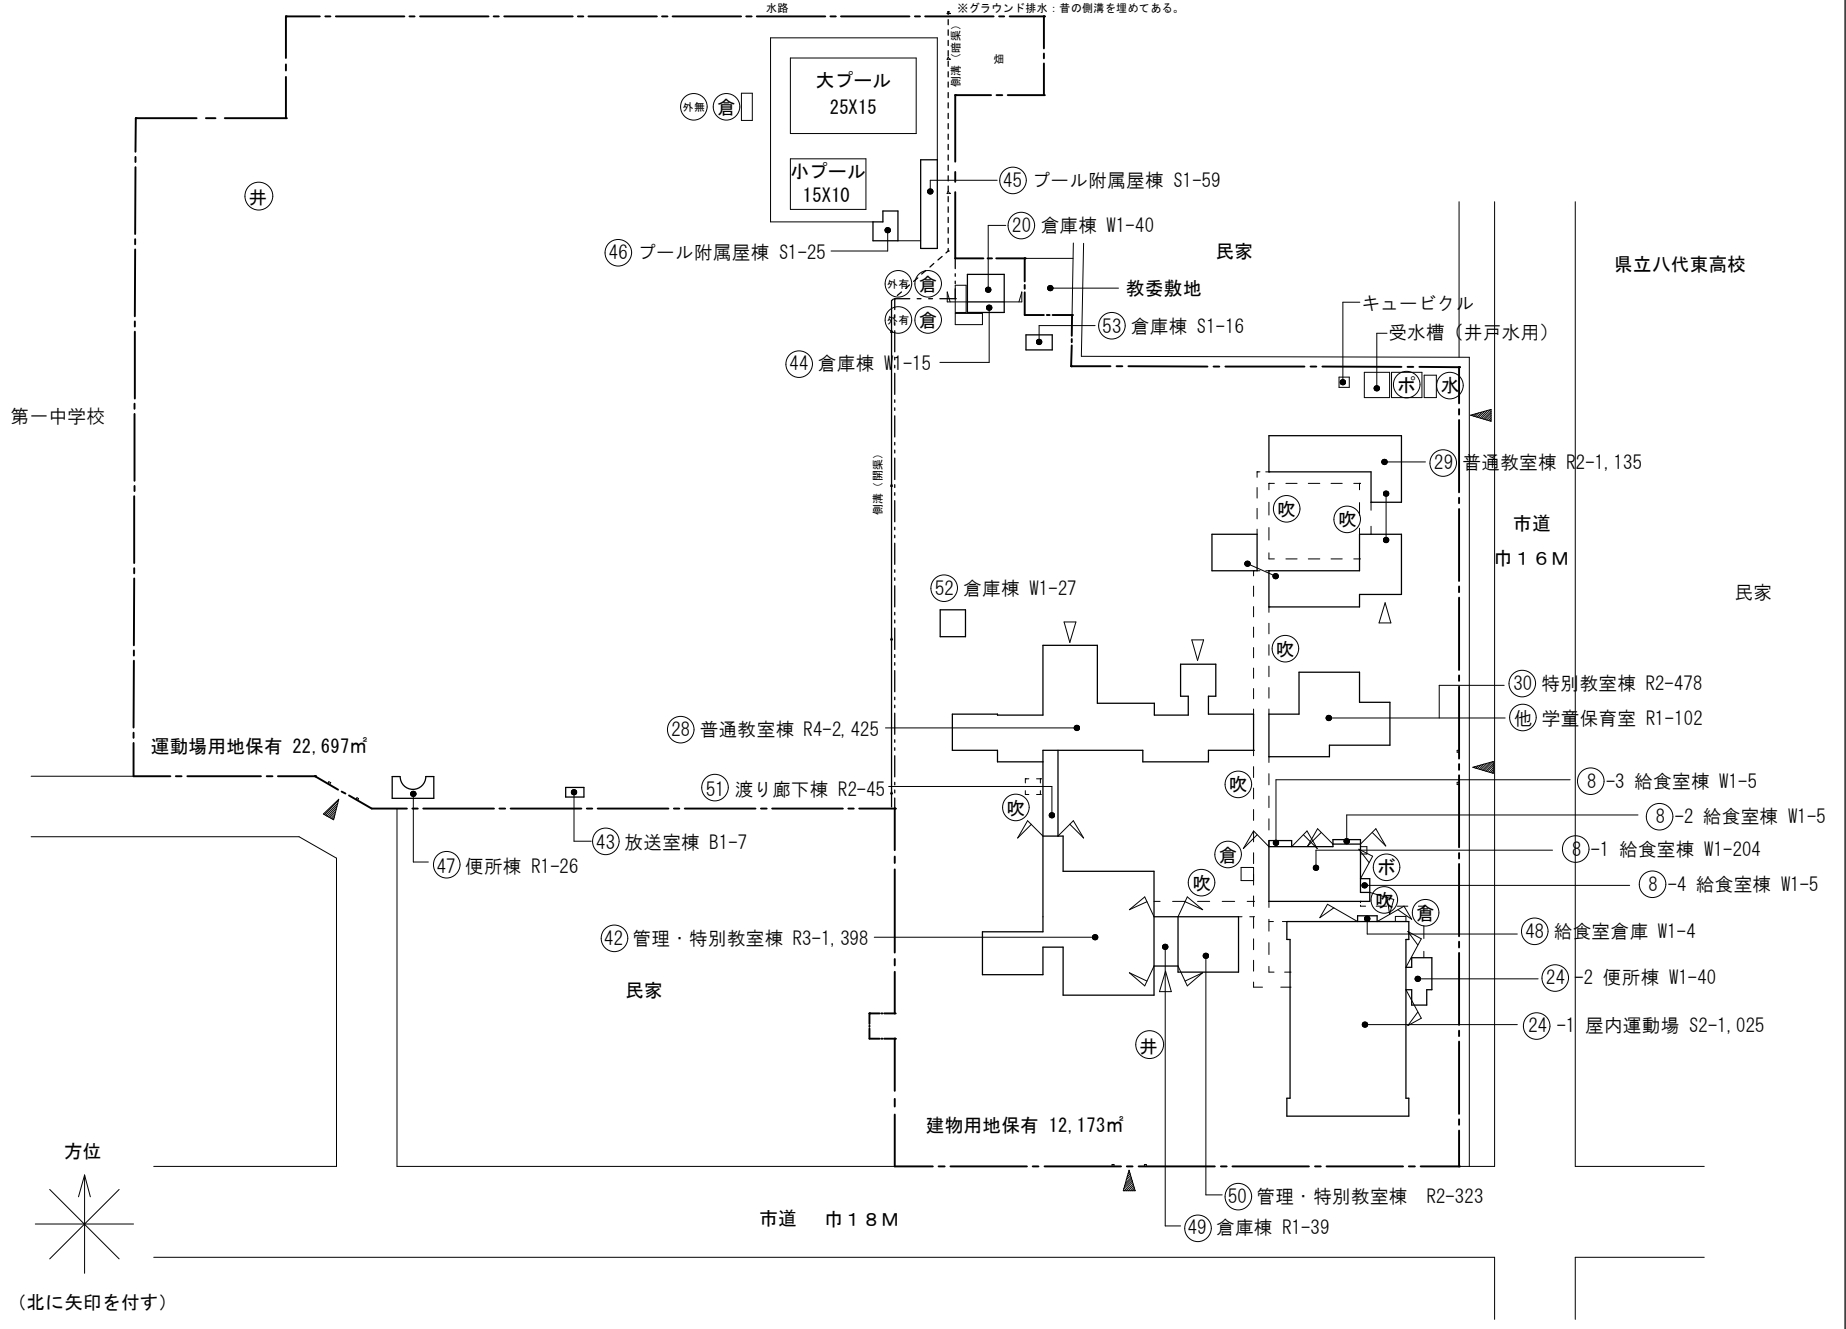 水路
※グラウンド排水：昔の側溝を埋めてある。
側溝（暗渠）
畑
大プール
25X15
外無 倉
小プール
15X10
井
㊺ プール附属屋棟 S1-59
⑳ 倉庫棟 W1-40
㊻ プール附属屋棟 S1-25
民家
県立八代東高校
外有 倉
教委敷地
キュービクル
外有 倉
53 倉庫棟 S1-16
受水槽（井戸水用）
㊹ 倉庫棟 W1-15
ポ 水
第一中学校
側溝（開渠）
㉙ 普通教室棟 R2-1,135
吹
吹
市道
巾１６Ｍ
52 倉庫棟 W1-27
民家
吹
㉚ 特別教室棟 R2-478
他 学童保育室 R1-102
㉘ 普通教室棟 R4-2,425
運動場用地保有 22,697㎡
51 渡り廊下棟 R2-45
吹
吹
⑧-3 給食室棟 W1-5
⑧-2 給食室棟 W1-5
㊸ 放送室棟 B1-7
㊼ 便所棟 R1-26
倉
ボ
⑧-1 給食室棟 W1-204
吹
⑧-4 給食室棟 W1-5
吹
倉
㊷ 管理・特別教室棟 R3-1,398
㊽ 給食室倉庫 W1-4
民家
㉔-2 便所棟 W1-40
㉔-1 屋内運動場 S2-1,025
井
建物用地保有 12,173㎡
方位
㊿ 管理・特別教室棟 R2-323
市道 巾１８Ｍ
㊾ 倉庫棟 R1-39
(北に矢印を付す)